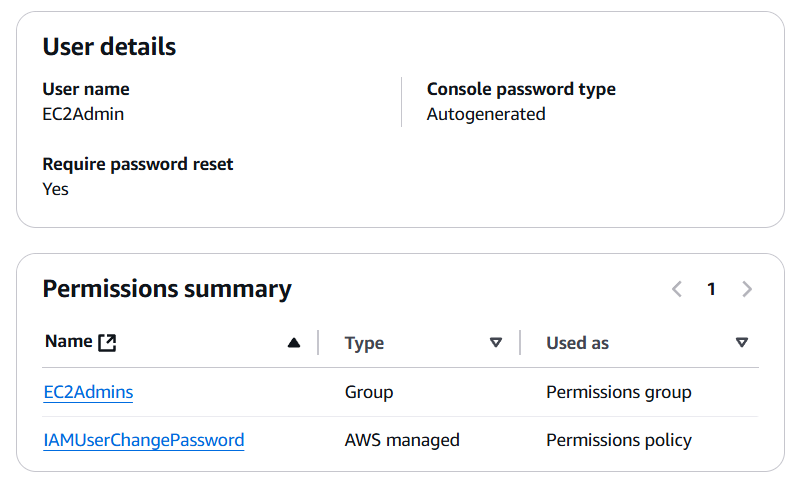 User details
User name
EC2Admin
Console password type
Autogenerated
Require password reset
Yes
Permissions summary
1
Name Type Used as
EC2Admins Group Permissions group
IAMUserChangePassword AWS managed Permissions policy